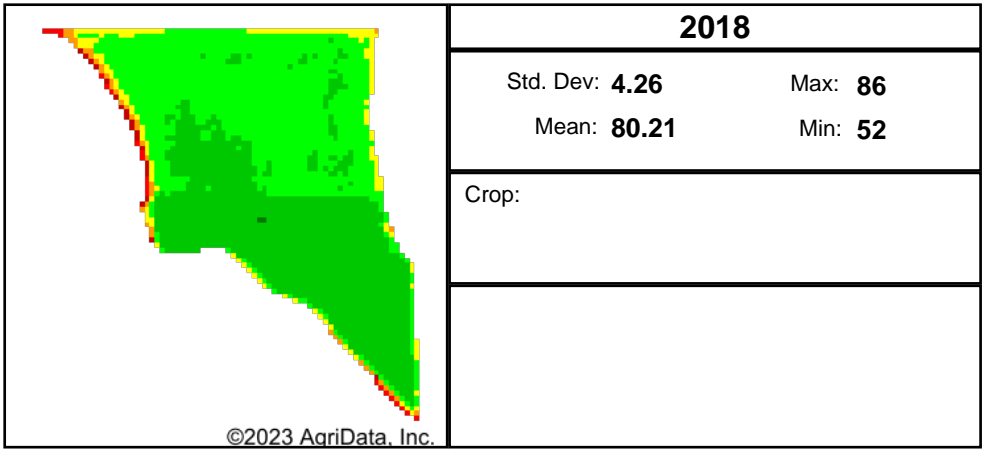 2018
Std. Dev: 4.26 Max: 86
Mean: 80.21 Min: 52
Crop:
©2023 AgriData, Inc.